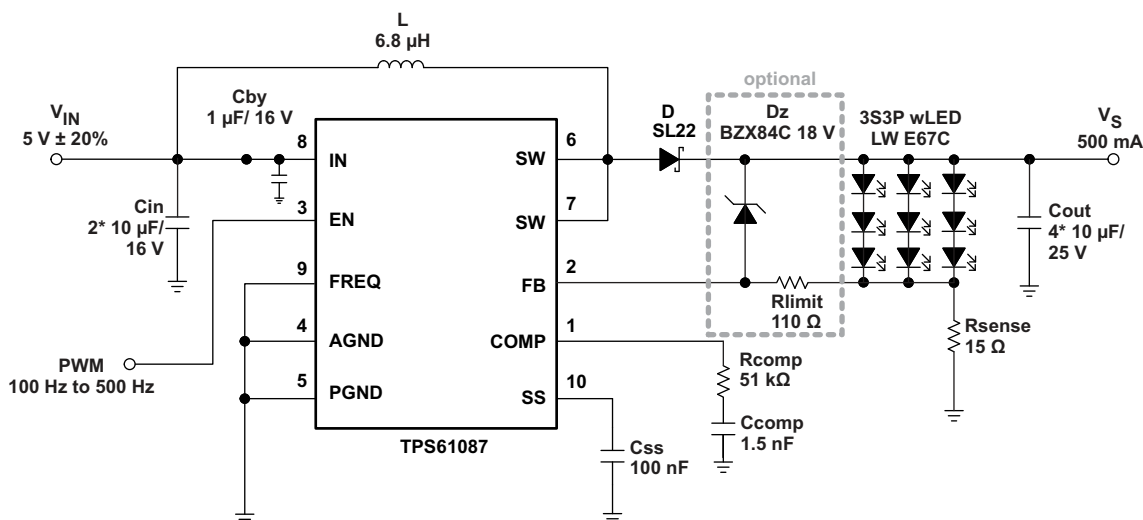 L
6.8 µH
optional
Cby
1 µF/ 16 V
VIN
5 V ± 20%
D
SL22
Dz
BZX84C 18 V
3S3P wLED
LW E67C
VS
500 mA
8
IN
6
SW
Cin
2* 10 µF/
16 V
3
EN
7
SW
Cout
4* 10 µF/
25 V
9
FREQ
2
FB
Rlimit
110 Ω
4
AGND
1
COMP
Rsense
15 Ω
PWM
100 Hz to 500 Hz
5
PGND
10
SS
Rcomp
51 kΩ
TPS61087
Css
100 nF
Ccomp
1.5 nF